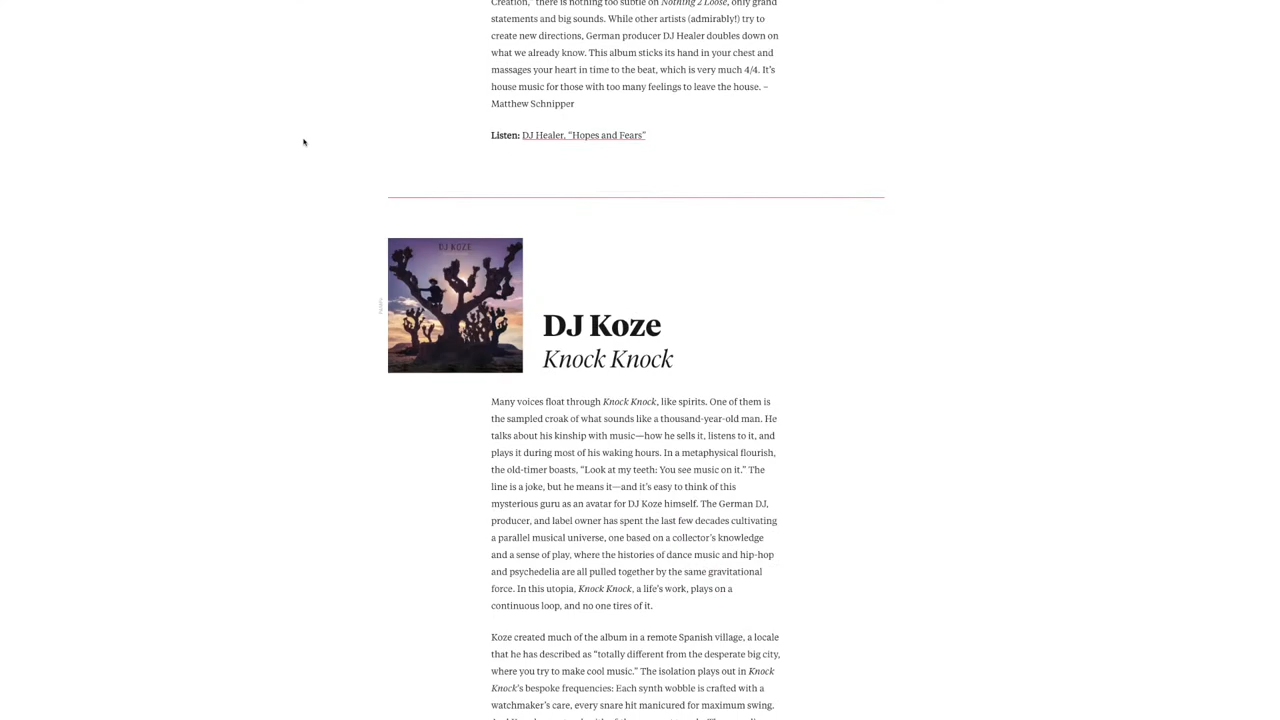 Creation,” there is nothing too subtle on Nothing 2 Loose, only grand
statements and big sounds. While other artists (admirably!) try to
create new directions, German producer DJ Healer doubles down on
what we already know. This album sticks its hand in your chest and
massages your heart in time to the beat, which is very much 4/4. It’s
house music for those with too many feelings to leave the house. –
Matthew Schnipper
Listen: DJ Healer, “Hopes and Fears”
DJ KOZE
DJ Koze
Knock Knock
Many voices float through Knock Knock, like spirits. One of them is
the sampled croak of what sounds like a thousand-year-old man. He
talks about his kinship with music—how he sells it, listens to it, and
plays it during most of his waking hours. In a metaphysical flourish,
the old-timer boasts, “Look at my teeth: You see music on it.” The
line is a joke, but he means it—and it’s easy to think of this
mysterious guru as an avatar for DJ Koze himself. The German DJ,
producer, and label owner has spent the last few decades cultivating
a parallel musical universe, one based on a collector’s knowledge
and a sense of play, where the histories of dance music and hip-hop
and psychedelia are all pulled together by the same gravitational
force. In this utopia, Knock Knock, a life’s work, plays on a
continuous loop, and no one tires of it.
Koze created much of the album in a remote Spanish village, a locale
that he has described as “totally different from the desperate big city,
where you try to make cool music.” The isolation plays out in Knock
Knock’s bespoke frequencies: Each synth wobble is crafted with a
watchmaker’s care, every snare hit manicured for maximum swing.